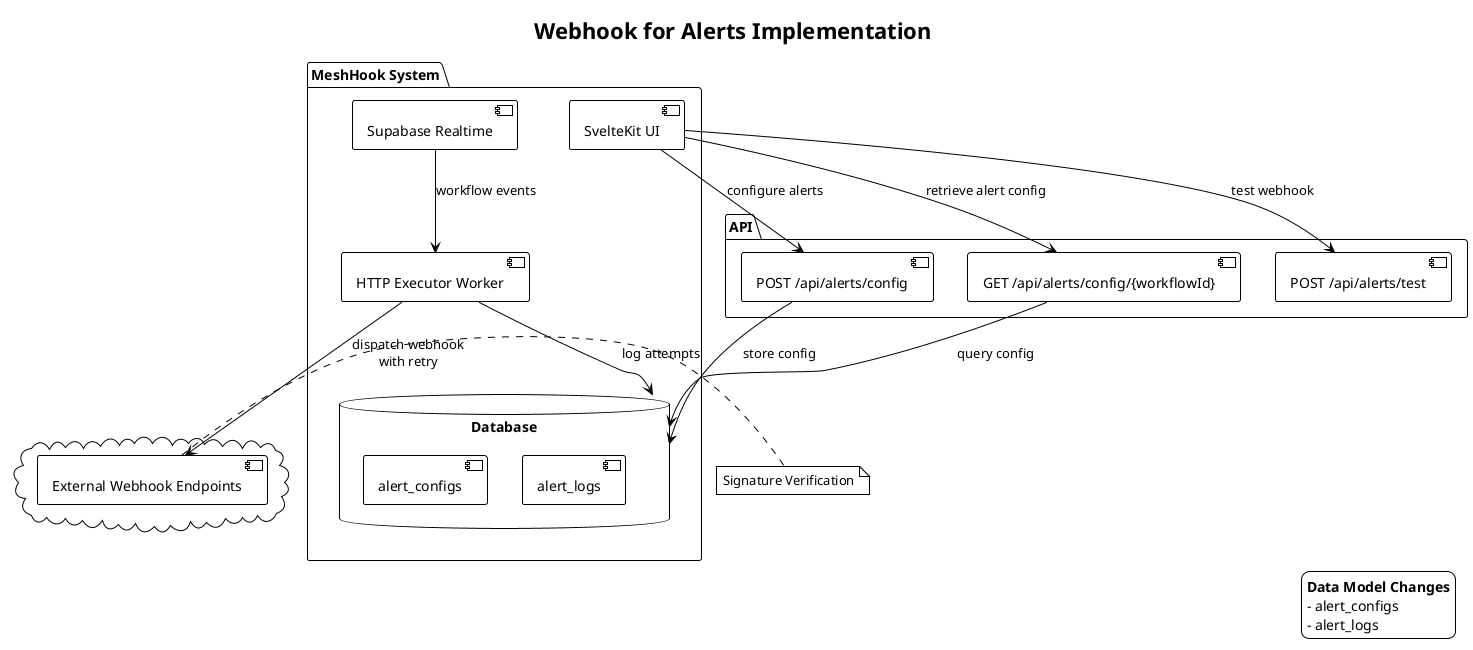 Webhook for Alerts Implementation
MeshHook System
Supabase Realtime
SvelteKit UI
workflow events
configure alerts
retrieve alert config
test webhook
API
HTTP Executor Worker
POST /api/alerts/config
GET /api/alerts/config/{workflowId}
POST /api/alerts/test
dispatch webhook
with retry
log attempts
store config
query config
Database
External Webhook Endpoints
alert_configs
alert_logs
Signature Verification
Data Model Changes
- alert_configs
- alert_logs